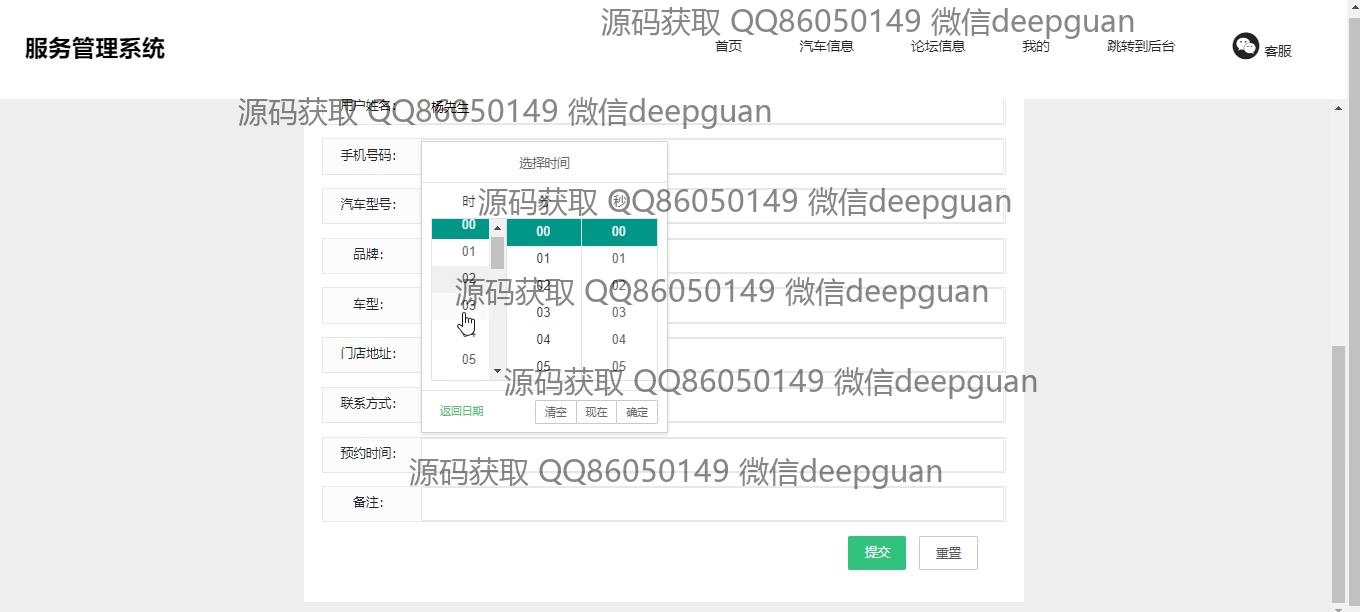 源码获取 QQ86050149 微信deepguan
服务管理系统
首页 汽车信息 论坛信息 我的 跳转到后台 客服
用户姓名: 杨先生
源码获取 QQ86050149 微信deepguan
手机号码:
选择时间
汽车型号:
时 分 秒
源码获取 QQ86050149 微信deepguan
00 00 00
品牌:
01 01 01
02 02 02
源码获取 QQ86050149 微信deepguan
车型:
03 03 03
04 04
门店地址:
05 05 05
源码获取 QQ86050149 微信deepguan
联系方式:
返回日期 清空 现在 确定
预约时间:
源码获取 QQ86050149 微信deepguan
备注:
提交 重置